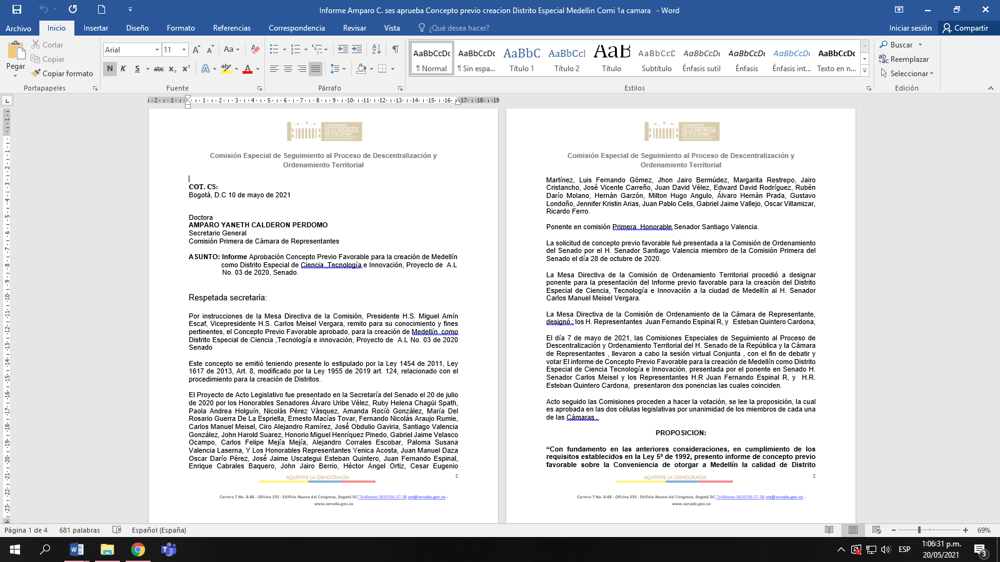 Informe Amparo C. ses aprueba Concepto previo creacion Distrito Especial Medellin Comi 1a camara - Word
Archivo Inicio Insertar Diseño Formato Referencias Correspondencia Revisar Vista ¿Qué desea hacer? Iniciar sesión Compartir
Pegar
Cortar
Copiar
Copiar formato
Portapapeles
Arial 11
Fuente
Párrafo
AaBbCcDc AaBbCcDc AaBbC AaBbCcI AaB AaBbCcD AaBbCcDc AaBbCcDc AaBbCcDc AaBbCcDc
¶ Normal ¶ Sin espa... Título 1 Título 2 Título Subtítulo Énfasis sutil Énfasis Énfasis int... Texto en n...
Estilos
Buscar
Reemplazar
Seleccionar
Edición
CONGRESO
DE LA REPÚBLICA
DE COLOMBIA
Comisión Especial de Seguimiento al Proceso de Descentralización y
Ordenamiento Territorial
COT. CS:
Bogotá, D.C 10 de mayo de 2021
Doctora
AMPARO YANETH CALDERON PERDOMO
Secretario General
Comisión Primera de Cámara de Representantes
ASUNTO: Informe Aprobación Concepto Previo Favorable para la creación de Medellín
como Distrito Especial de Ciencia ,Tecnología e Innovación, Proyecto de A.L
No. 03 de 2020, Senado.
Respetada secretaria:
Por instrucciones de la Mesa Directiva de la Comisión, Presidente H.S. Miguel Amín
Escaf, Vicepresidente H.S. Carlos Meisel Vergara, remito para su conocimiento y fines
pertinentes, el Concepto Previo Favorable aprobado, para la creación de Medellín como
Distrito Especial de Ciencia ,Tecnología e innovación, Proyecto de A.L No. 03 de 2020
Senado
Este concepto se emitió teniendo presente lo estipulado por la Ley 1454 de 2011, Ley
1617 de 2013, Art. 8, modificado por la Ley 1955 de 2019 art. 124, relacionado con el
procedimiento para la creación de Distritos.
El Proyecto de Acto Legislativo fue presentado en la Secretaría del Senado el 20 de julio
de 2020 por los Honorables Senadores Álvaro Uribe Vélez, Ruby Helena Chagüi Spath,
Paola Andrea Holguín, Nicolás Pérez Vásquez, Amanda Rocíó González, María Del
Rosario Guerra De La Espriella, Ernesto Macías Tovar, Fernando Nicolás Araujo Rumie,
Carlos Manuel Meisel, Ciro Alejandro Ramírez, José Obdulio Gaviria, Santiago Valencia
González, John Harold Suarez, Honorio Miguel Henríquez Pinedo, Gabriel Jaime Velasco
Ocampo, Carlos Felipe Mejía Mejía, Alejandro Corrales Escobar, Paloma Susana
Valencia Laserna, Y Los Honorables Representantes Yenica Acosta, Juan Manuel Daza
Oscar Darío Pérez, José Jaime Uscategui Esteban Quintero, Juan Fernando Espinal,
Enrique Cabrales Baquero, John Jairo Berrio, Héctor Ángel Ortiz, Cesar Eugenio
AQUÍVIVE LA DEMOCRACIA
1
Carrera 7 No. 8-68 - Oficina 235 - Edificio Nuevo del Congreso, Bogotá DC.Teléfonos:3824236-37-38 cot@senado.gov.co -
www.senado.gov.co
CONGRESO
DE LA REPÚBLICA
DE COLOMBIA
Comisión Especial de Seguimiento al Proceso de Descentralización y
Ordenamiento Territorial
Martínez, Luis Fernando Gómez, Jhon Jairo Bermúdez, Margarita Restrepo, Jairo
Cristancho, José Vicente Carreño, Juan David Vélez, Edward David Rodríguez, Rubén
Darío Molano, Hernán Garzón, Milton Hugo Angulo, Álvaro Hernán Prada, Gustavo
Londoño, Jennifer Kristin Arias, Juan Pablo Celis, Gabriel Jaime Vallejo, Oscar Villamizar,
Ricardo Ferro.
Ponente en comisión Primera Honorable Senador Santiago Valencia.
La solicitud de concepto previo favorable fué presentada a la Comisión de Ordenamiento
del Senado por el H. Senador Santiago Valencia miembro de la Comisión Primera del
Senado el día 28 de octubre de 2020.
La Mesa Directiva de la Comisión de Ordenamiento Territorial procedió a designar
ponente para la presentación del Informe previo favorable para la creación del Distrito
Especial de Ciencia, Tecnología e Innovación a la ciudad de Medellín al H. Senador
Carlos Manuel Meisel Vergara.
La Mesa Directiva de la Comisión de Ordenamiento de la Cámara de Representante,
designó : los H. Representantes Juan Fernando Espinal R, y Esteban Quintero Cardona,
El día 7 de mayo de 2021, las Comisiones Especiales de Seguimiento al Proceso de
Descentralización y Ordenamiento Territorial del H. Senado de la República y la Cámara
de Representantes , llevaron a cabo la sesión virtual Conjunta , con el fin de debatir y
votar El informe de Concepto Previo Favorable para la creación de Medellín como Distrito
Especial de Ciencia Tecnología e Innovación, presentada por el ponente en Senado H.
Senador Carlos Meisel y los Representantes H.R Juan Fernando Espinal R, y H.R.
Esteban Quintero Cardona, presentaron dos ponencias las cuales coinciden.
Acto seguido las Comisiones proceden a hacer la votación, se lee la proposición, la cual
es aprobada en las dos células legislativas por unanimidad de los miembros de cada una
de las Cámaras .
PROPOSICION:
“Con fundamento en las anteriores consideraciones, en cumplimiento de los
requisitos establecidos en la Ley 5ª de 1992, presento informe de concepto previo
favorable sobre la Conveniencia de otorgar a Medellín la calidad de Distrito
AQUÍVIVE LA DEMOCRACIA
2
Carrera 7 No. 8-68 - Oficina 235 - Edificio Nuevo del Congreso, Bogotá DC.Teléfonos:3824236-37-38 cot@senado.gov.co -
www.senado.gov.co
Página 1 de 4 681 palabras Español (España) 69%
ESP
1:06:31 p.m.
20/05/2021
3